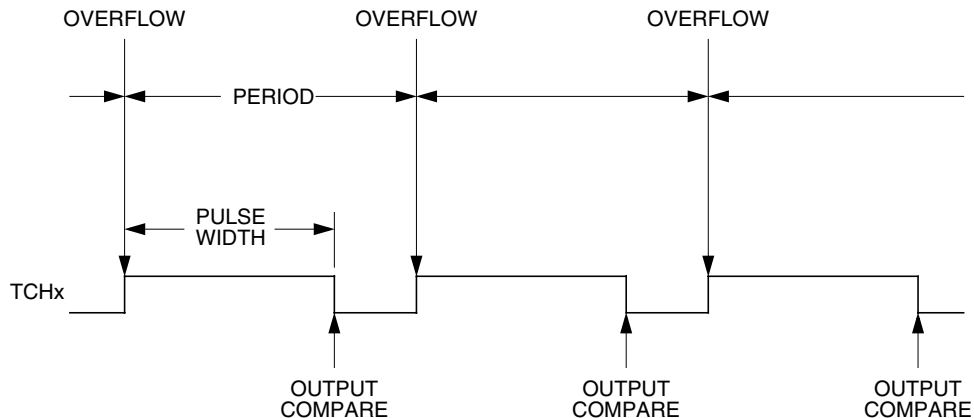 OVERFLOW OVERFLOW OVERFLOW
PERIOD
PULSE
WIDTH
TCHx
OUTPUT
COMPARE
OUTPUT
COMPARE
OUTPUT
COMPARE